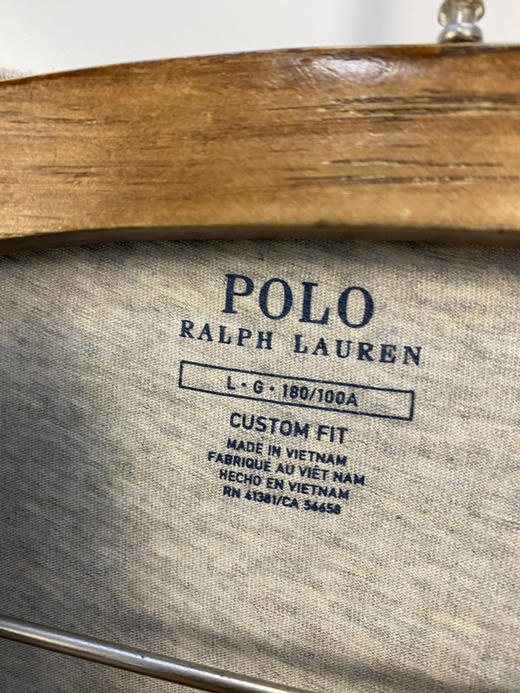 POLO
RALPH LAUREN
L • G • 180/100A
CUSTOM FIT
MADE IN VIETNAM
FABRIQUÉ AU VIÊT NAM
HECHO EN VIETNAM
RN 41381/CA 56658